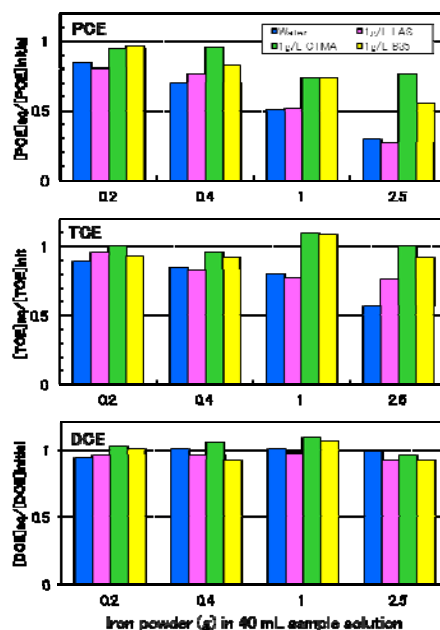 PCE
Water 1g/L LAS
1g/L CTMA 1g/L B35
[PCE]aq/[PCE]initial
1
0.5
0
0.2 0.4 1 2.5
TCE
[TCE]aq/[TCE]init
1
0.5
0
0.2 0.4 1 2.6
DCE
[DCE]aq/[DCE]initial
1
0.5
0
0.2 0.4 1 2.5
Iron powder (g) in 40 mL sample solution